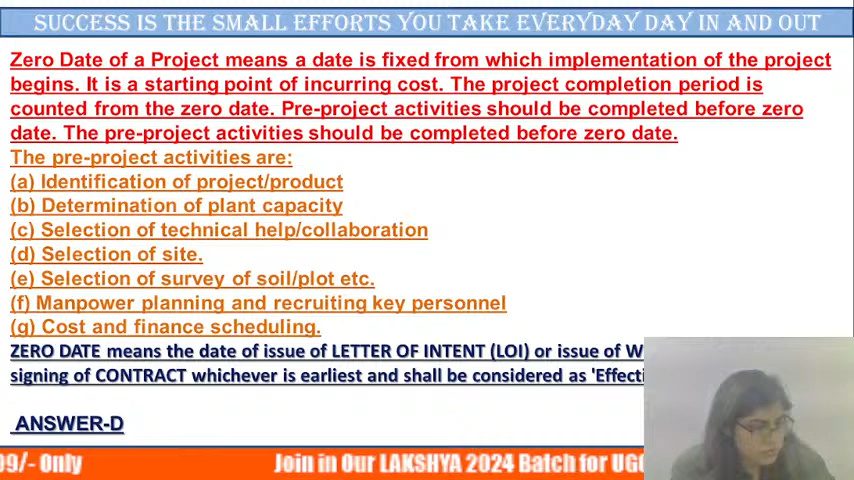 SUCCESS IS THE SMALL EFFORTS YOU TAKE EVERYDAY DAY IN AND OUT
Zero Date of a Project means a date is fixed from which implementation of the project
begins. It is a starting point of incurring cost. The project completion period is
counted from the zero date. Pre-project activities should be completed before zero
date. The pre-project activities should be completed before zero date.
The pre-project activities are:
(a) Identification of project/product
(b) Determination of plant capacity
(c) Selection of technical help/collaboration
(d) Selection of site.
(e) Selection of survey of soil/plot etc.
(f) Manpower planning and recruiting key personnel
(g) Cost and finance scheduling.
ZERO DATE means the date of issue of LETTER OF INTENT (LOI) or issue of
signing of CONTRACT whichever is earliest and shall be considered as
ANSWER-D
/- Only Join in Our LAKSHYA 2024 Batch for